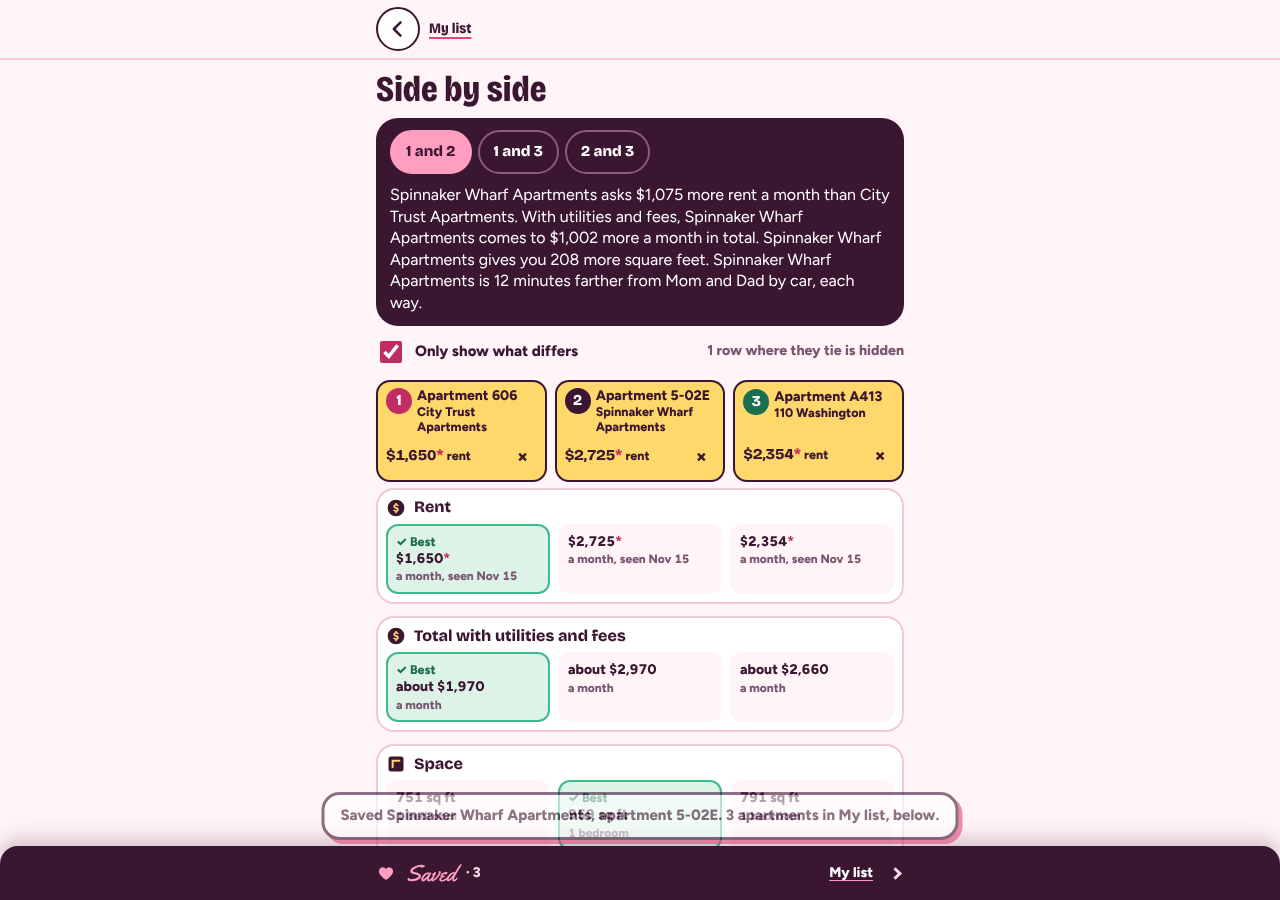 My list
Side by side
1 and 2
1 and 3
2 and 3
Spinnaker Wharf Apartments asks $1,075 more rent a month than City
Trust Apartments. With utilities and fees, Spinnaker Wharf
Apartments comes to $1,002 more a month in total. Spinnaker Wharf
Apartments gives you 208 more square feet. Spinnaker Wharf
Apartments is 12 minutes farther from Mom and Dad by car, each
way.
Only show what differs
1 row where they tie is hidden
1 Apartment 606
City Trust
Apartments
$1,650* rent ×
2 Apartment 5-02E
Spinnaker Wharf
Apartments
$2,725* rent ×
3 Apartment A413
110 Washington
$2,354* rent ×
$ Rent
✓ Best
$1,650*
a month, seen Nov 15
$2,725*
a month, seen Nov 15
$2,354*
a month, seen Nov 15
$ Total with utilities and fees
✓ Best
about $1,970
a month
about $2,970
a month
about $2,660
a month
Space
751 sq ft
✓ Best
1 bedroom
791 sq ft
Saved Spinnaker Wharf Apartments, apartment 5-02E. 3 apartments in My list, below.
Saved · 3
My list